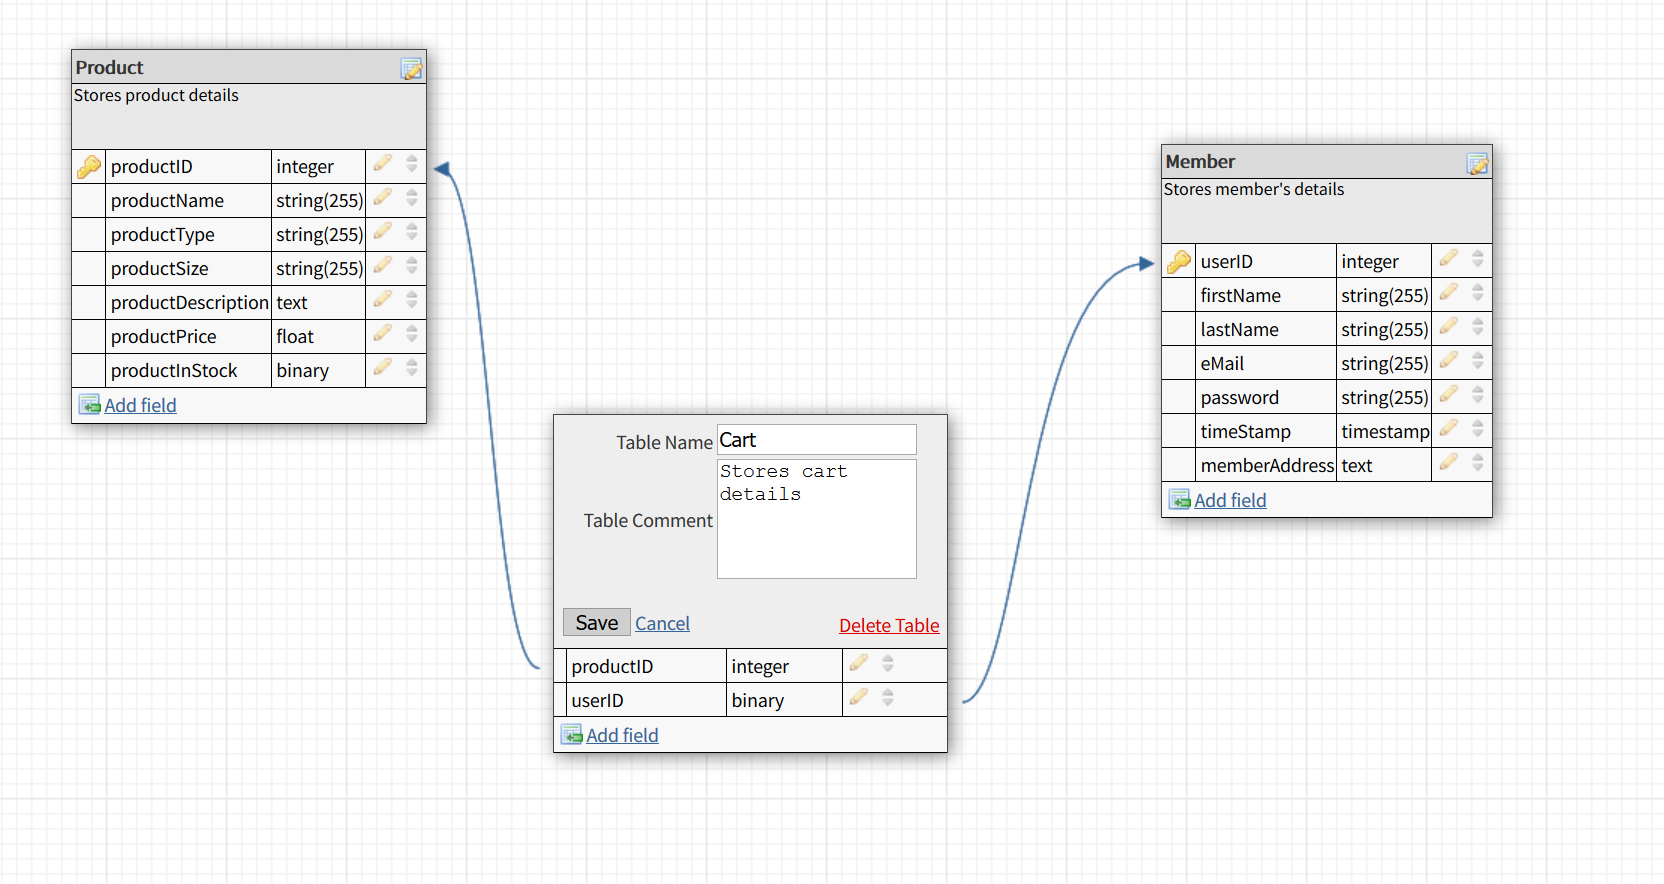 Product
Stores product details
productID integer
productName string(255)
productType string(255)
productSize string(255)
productDescription text
productPrice float
productInStock binary
Add field
Member
Stores member's details
userID integer
firstName string(255)
lastName string(255)
eMail string(255)
password string(255)
timeStamp timestamp
memberAddress text
Add field
Table Name Cart
Table Comment Stores cart
details
Save Cancel Delete Table
productID integer
userID binary
Add field